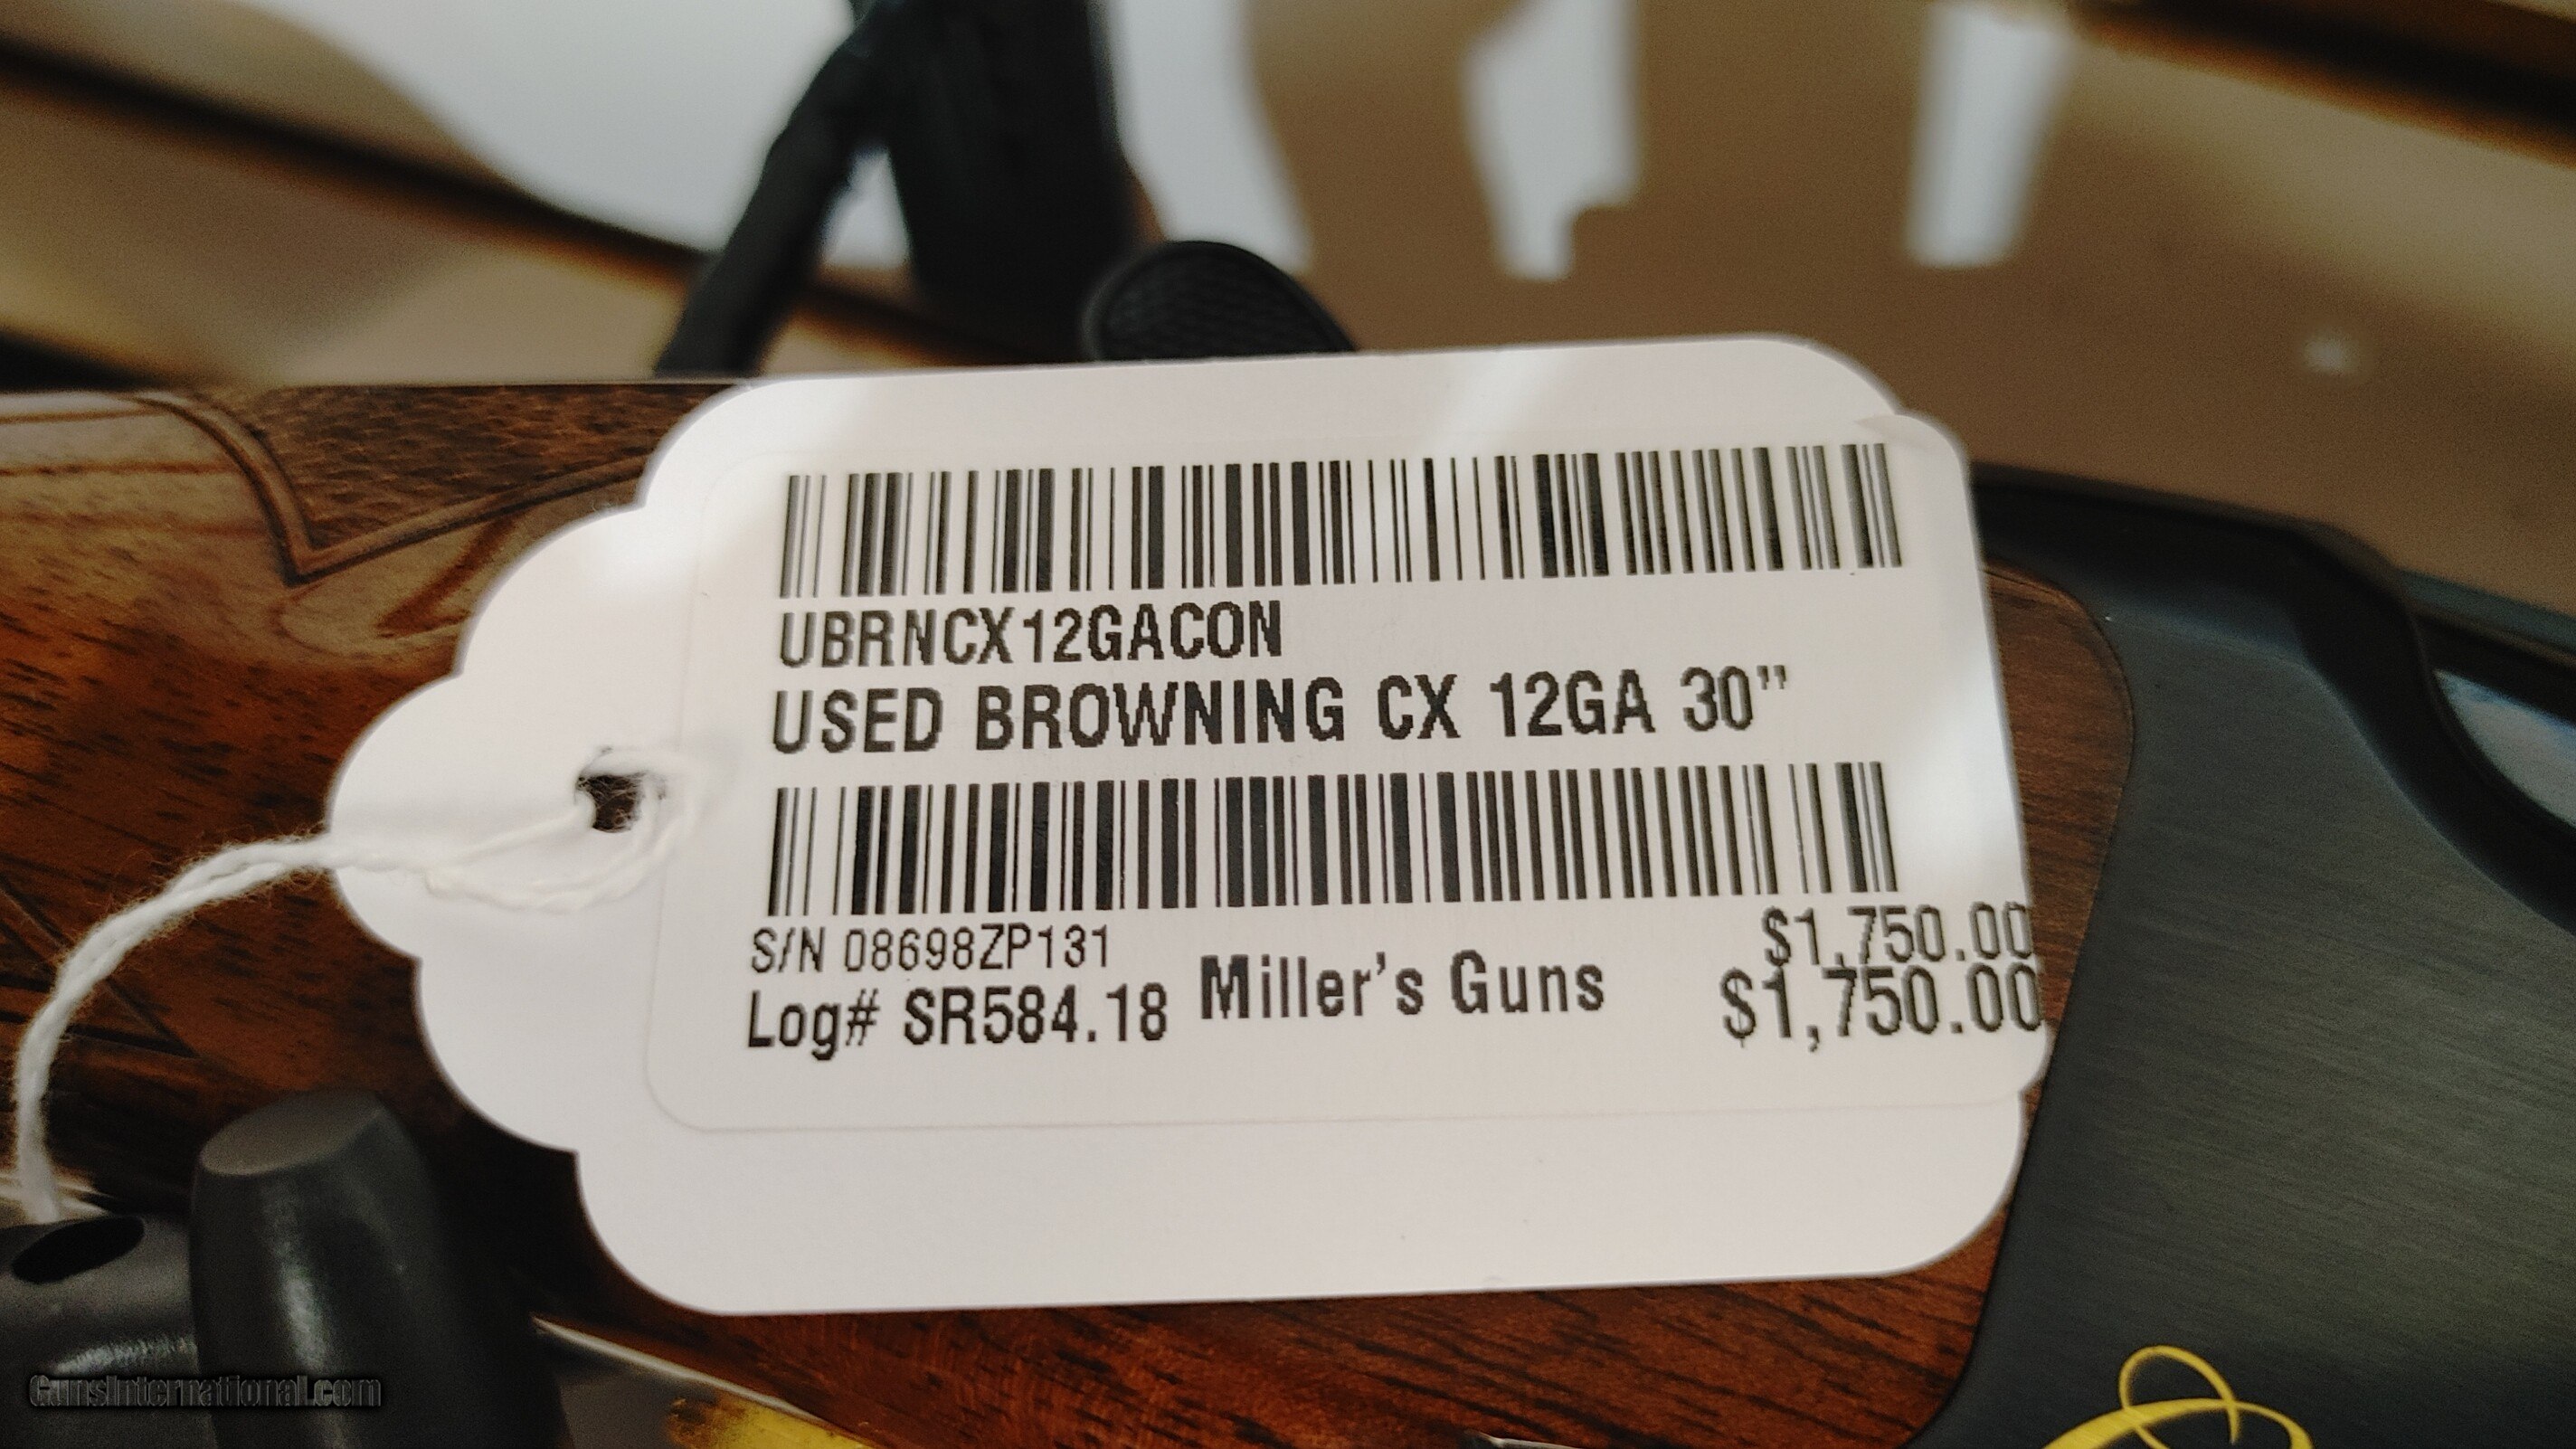 UBRNCX12GACON
USED BROWNING CX 12GA 30”
S/N 08698ZP131
$1,750.00
Log# SR584.18
Miller’s Guns
$1,750.00
GunsInternational.com